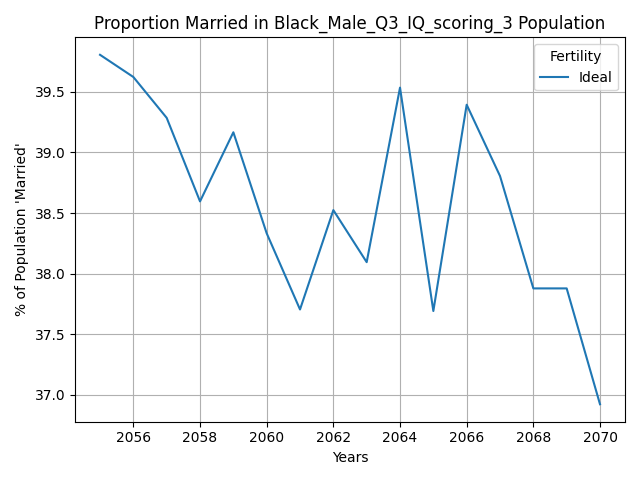 Proportion Married in Black_Male_Q3_IQ_scoring_3 Population
Fertility
Ideal
% of Population 'Married'
39.5
39.0
38.5
38.0
37.5
37.0
2056 2058 2060 2062 2064 2066 2068 2070
Years